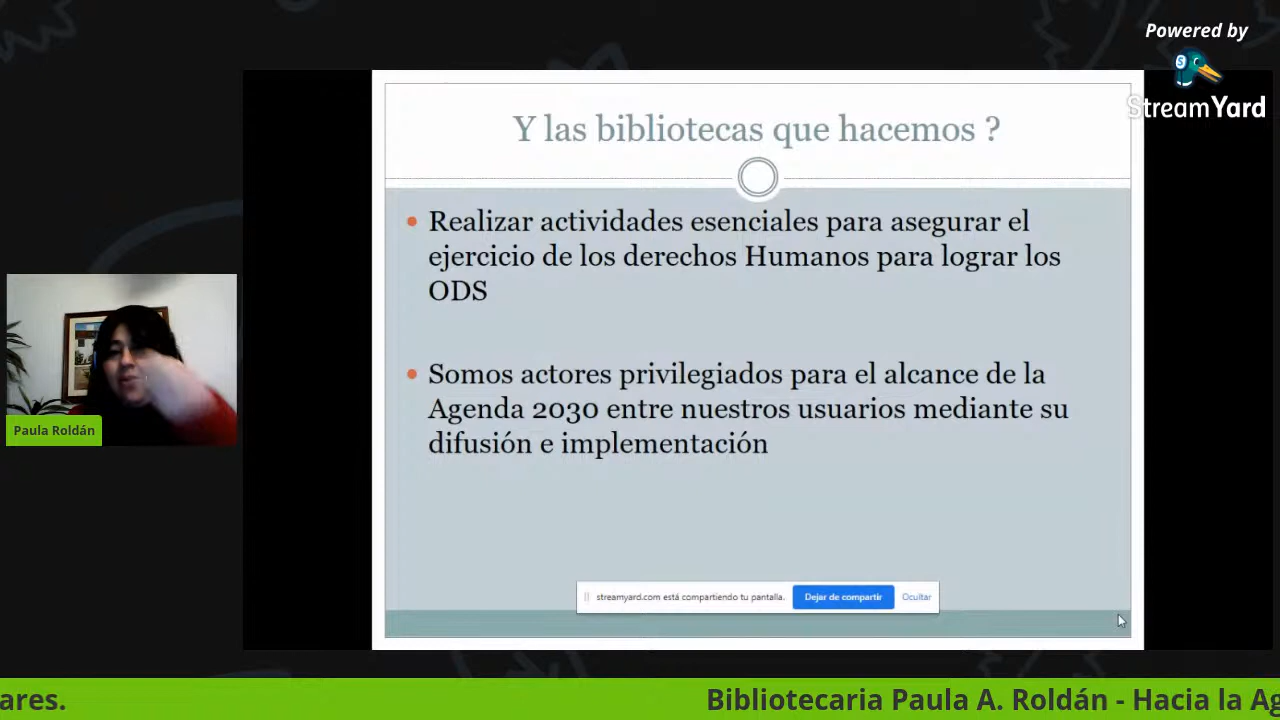 Powered by
StreamYard
Y las bibliotecas que hacemos ?
Realizar actividades esenciales para asegurar el
ejercicio de los derechos Humanos para lograr los
ODS
Somos actores privilegiados para el alcance de la
Agenda 2030 entre nuestros usuarios mediante su
difusión e implementación
Paula Roldán
streamyard.com está compartiendo tu pantalla.
Dejar de compartir
Ocultar
ares.
Bibliotecaria Paula A. Roldán - Hacia la Ag